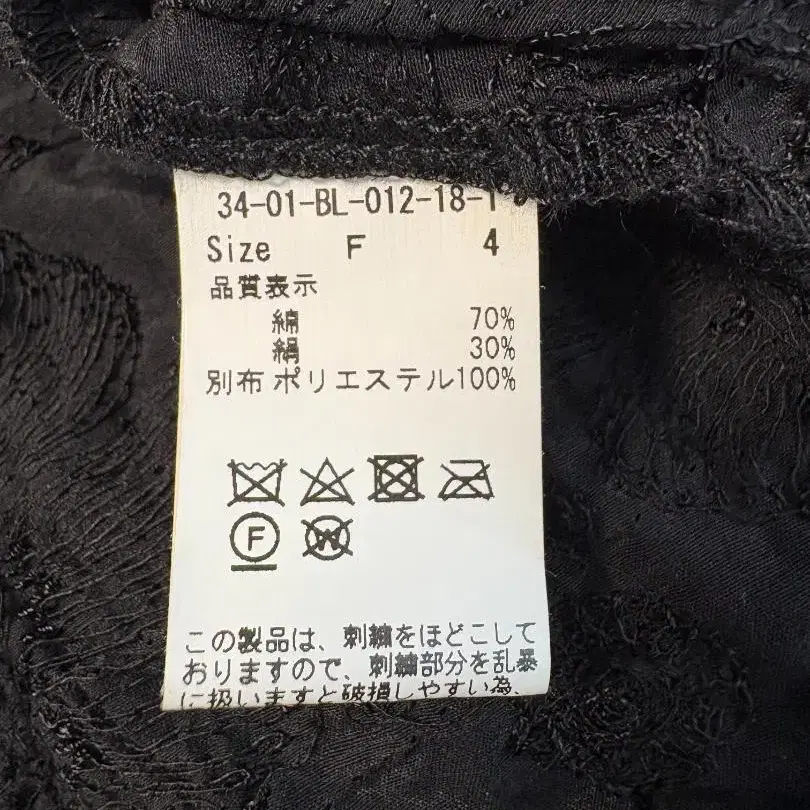 34-01-BL-012-18-1
Size F 4
品質表示
綿 70%
絹 30%
別布 ポリエステル100%
F
W
この製品は、刺繍をほどこして
おりますので、刺繍部分を乱暴
に扱いますと破損しやすい為、